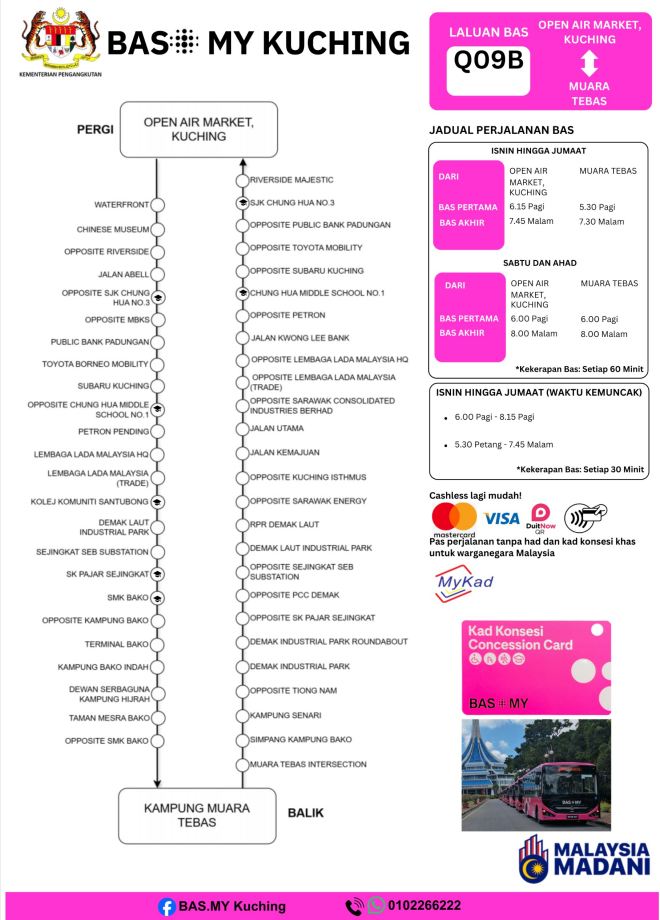 KEMENTERIAN PENGANGKUTAN
BAS MY KUCHING
LALUAN BAS
Q09B
OPEN AIR MARKET,
KUCHING
MUARA
TEBAS
PERGI
OPEN AIR MARKET,
KUCHING
WATERFRONT
CHINESE MUSEUM
OPPOSITE RIVERSIDE
JALAN ABELL
OPPOSITE SJK CHUNG
HUA NO.3
OPPOSITE MBKS
PUBLIC BANK PADUNGAN
TOYOTA BORNEO MOBILITY
SUBARU KUCHING
OPPOSITE CHUNG HUA MIDDLE
SCHOOL NO.1
PETRON PENDING
LEMBAGA LADA MALAYSIA HQ
LEMBAGA LADA MALAYSIA
(TRADE)
KOLEJ KOMUNITI SANTUBONG
DEMAK LAUT
INDUSTRIAL PARK
SEJINGKAT SEB SUBSTATION
SK PAJAR SEJINGKAT
SMK BAKO
OPPOSITE KAMPUNG BAKO
TERMINAL BAKO
KAMPUNG BAKO INDAH
DEWAN SERBAGUNA
KAMPUNG HIJRAH
TAMAN MESRA BAKO
OPPOSITE SMK BAKO
RIVERSIDE MAJESTIC
SJK CHUNG HUA NO.3
OPPOSITE PUBLIC BANK PADUNGAN
OPPOSITE TOYOTA MOBILITY
OPPOSITE SUBARU KUCHING
CHUNG HUA MIDDLE SCHOOL NO.1
OPPOSITE PETRON
JALAN KWONG LEE BANK
OPPOSITE LEMBAGA LADA MALAYSIA HQ
OPPOSITE LEMBAGA LADA MALAYSIA
(TRADE)
OPPOSITE SARAWAK CONSOLIDATED
INDUSTRIES BERHAD
JALAN UTAMA
JALAN KEMAJUAN
OPPOSITE KUCHING ISTHMUS
OPPOSITE SARAWAK ENERGY
RPR DEMAK LAUT
DEMAK LAUT INDUSTRIAL PARK
OPPOSITE SEJINGKAT SEB
SUBSTATION
OPPOSITE PCC DEMAK
OPPOSITE SK PAJAR SEJINGKAT
DEMAK INDUSTRIAL PARK ROUNDABOUT
DEMAK INDUSTRIAL PARK
OPPOSITE TIONG NAM
KAMPUNG SENARI
SIMPANG KAMPUNG BAKO
MUARA TEBAS INTERSECTION
KAMPUNG MUARA
TEBAS
BALIK
JADUAL PERJALANAN BAS
ISNIN HINGGA JUMAAT
DARI
OPEN AIR
MARKET,
KUCHING
MUARA TEBAS
BAS PERTAMA 6.15 Pagi 5.30 Pagi
BAS AKHIR 7.45 Malam 7.30 Malam
SABTU DAN AHAD
DARI
OPEN AIR
MARKET,
KUCHING
MUARA TEBAS
BAS PERTAMA 6.00 Pagi 6.00 Pagi
BAS AKHIR 8.00 Malam 8.00 Malam
*Kekerapan Bas: Setiap 60 Minit
ISNIN HINGGA JUMAAT (WAKTU KEMUNCAK)
• 6.00 Pagi - 8.15 Pagi
• 5.30 Petang - 7.45 Malam
*Kekerapan Bas: Setiap 30 Minit
Cashless lagi mudah!
mastercard
VISA
DuitNow
QR
Pas perjalanan tanpa had dan kad konsesi khas
untuk warganegara Malaysia
MyKad
Kad Konsesi
Concession Card
BAS MY
BAS MY
MALAYSIA
MADANI
BAS.MY Kuching
0102266222